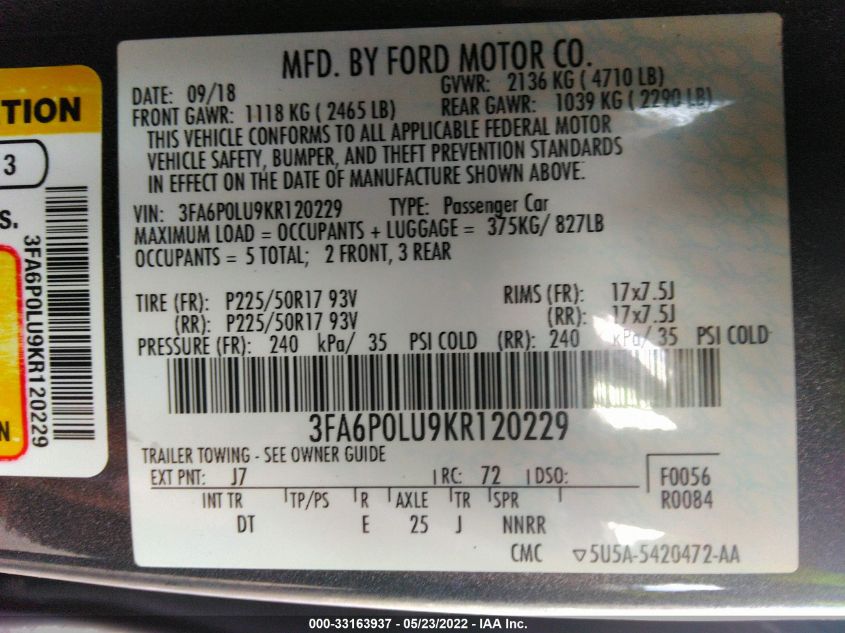 MFD. BY FORD MOTOR CO.
DATE: 09/18 GVWR: 2136 KG ( 4710 LB)
FRONT GAWR: 1118 KG ( 2465 LB) REAR GAWR: 1039 KG ( 2290 LB)
THIS VEHICLE CONFORMS TO ALL APPLICABLE FEDERAL MOTOR
VEHICLE SAFETY, BUMPER, AND THEFT PREVENTION STANDARDS
IN EFFECT ON THE DATE OF MANUFACTURE SHOWN ABOVE.
VIN: 3FA6P0LU9KR120229 TYPE: Passenger Car
MAXIMUM LOAD = OCCUPANTS + LUGGAGE = 375KG/ 827LB
OCCUPANTS = 5 TOTAL; 2 FRONT, 3 REAR
TIRE (FR): P225/50R17 93V RIMS (FR): 17x7.5J
(RR): P225/50R17 93V (RR): 17x7.5J
PRESSURE (FR): 240 kPa/ 35 PSI COLD (RR): 240 kPa/ 35 PSI COLD
3FA6P0LU9KR120229
TRAILER TOWING - SEE OWNER GUIDE
EXT PNT: J7 RC: 72 DSO: F0056
INT TR TP/PS R AXLE TR SPR R0084
DT E 25 J NNRR
CMC ▽5U5A-5420472-AA
TION
3
S.
3FA6P0LU9KR120229
N
000-33163937 - 05/23/2022 - IAA Inc.